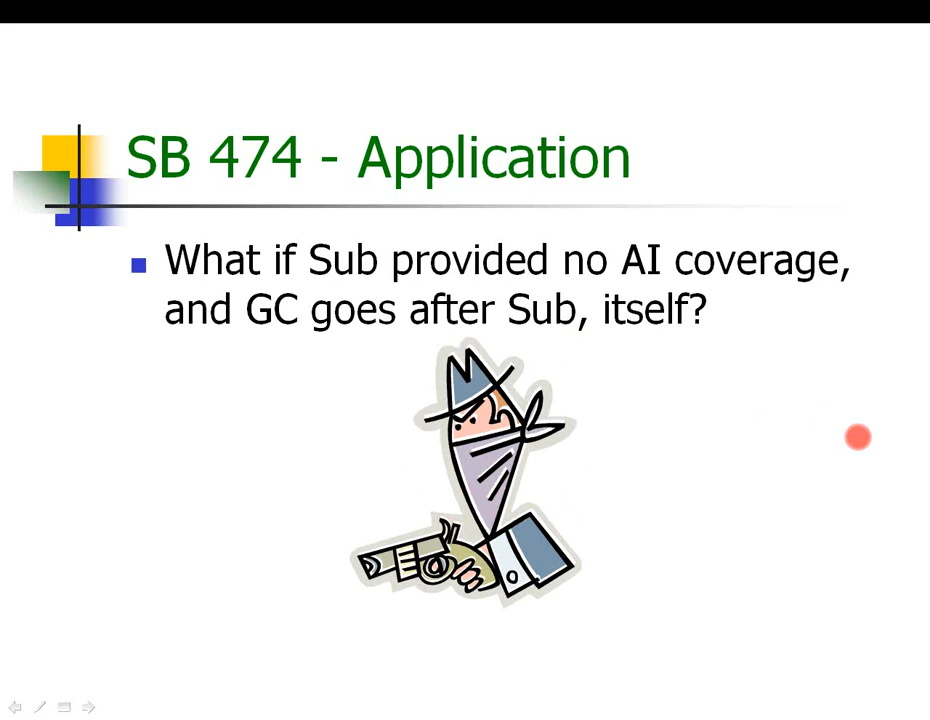 SB 474 - Application
What if Sub provided no AI coverage,
and GC goes after Sub, itself?